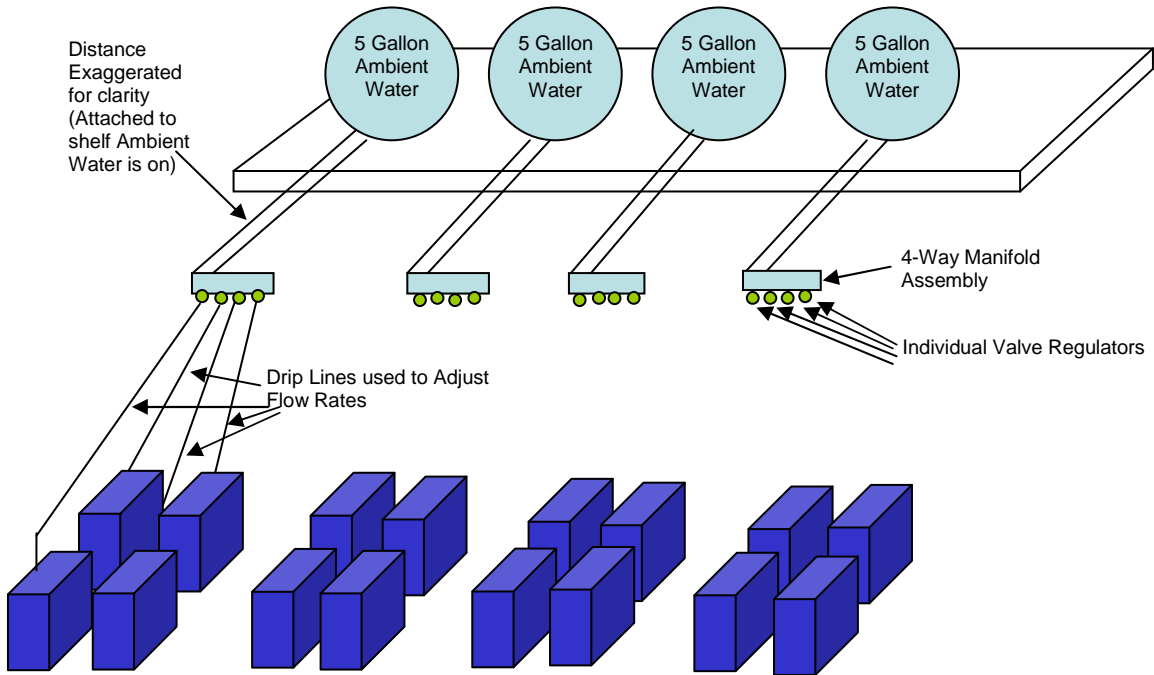 Distance
Exaggerated
for clarity
(Attached to
shelf Ambient
Water is on)
5 Gallon
Ambient
Water
5 Gallon
Ambient
Water
5 Gallon
Ambient
Water
5 Gallon
Ambient
Water
4-Way Manifold
Assembly
Individual Valve Regulators
Drip Lines used to Adjust
Flow Rates